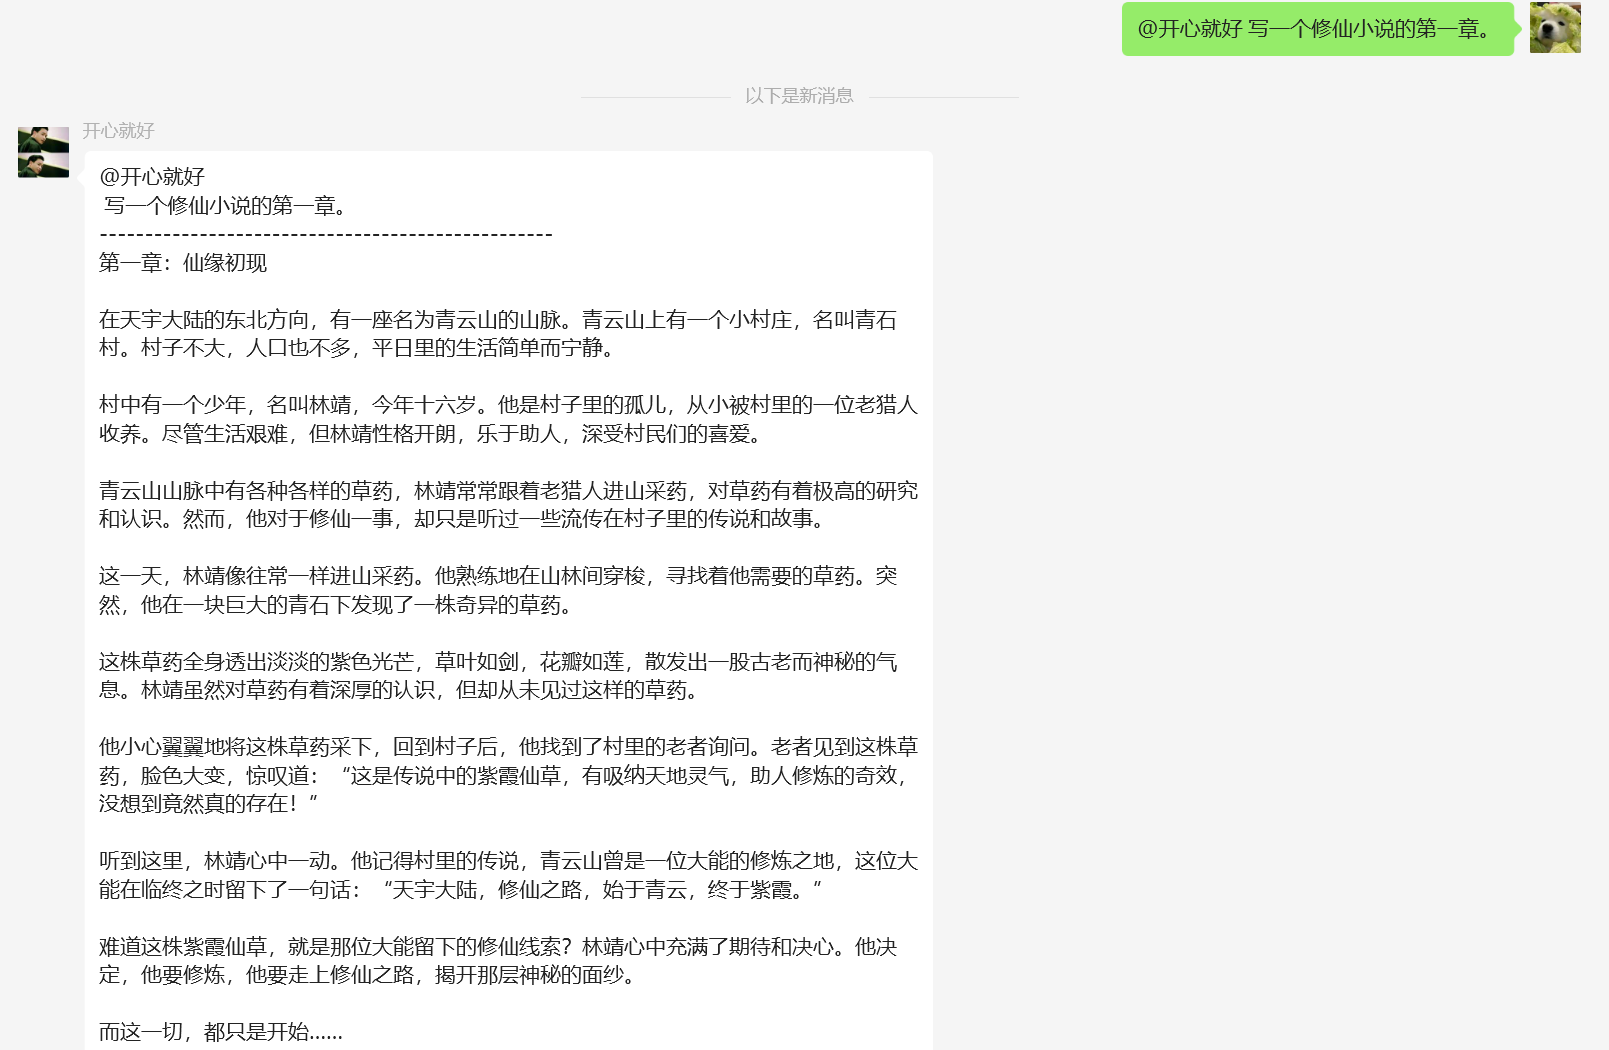 @开心就好 写一个修仙小说的第一章。
以下是新消息
开心就好
@开心就好
写一个修仙小说的第一章。
--------------------------------------------------
第一章：仙缘初现
在天宇大陆的东北方向，有一座名为青云山的山脉。青云山上有一个小村庄，名叫青石
村。村子不大，人口也不多，平日里的生活简单而宁静。
村中有一个少年，名叫林靖，今年十六岁。他是村子里的孤儿，从小被村里的一位老猎人
收养。尽管生活艰难，但林靖性格开朗，乐于助人，深受村民们的喜爱。
青云山山脉中有各种各样的草药，林靖常常跟着老猎人进山采药，对草药有着极高的研究
和认识。然而，他对于修仙一事，却只是听过一些流传在村子里的传说和故事。
这一天，林靖像往常一样进山采药。他熟练地在山林间穿梭，寻找着他需要的草药。突
然，他在一块巨大的青石下发现了一株奇异的草药。
这株草药全身透出淡淡的紫色光芒，草叶如剑，花瓣如莲，散发出一股古老而神秘的气
息。林靖虽然对草药有着深厚的认识，但却从未见过这样的草药。
他小心翼翼地将这株草药采下，回到村子后，他找到了村里的老者询问。老者见到这株草
药，脸色大变，惊叹道：“这是传说中的紫霞仙草，有吸纳天地灵气，助人修炼的奇效，
没想到竟然真的存在！”
听到这里，林靖心中一动。他记得村里的传说，青云山曾是一位大能的修炼之地，这位大
能在临终之时留下了一句话：“天宇大陆，修仙之路，始于青云，终于紫霞。”
难道这株紫霞仙草，就是那位大能留下的修仙线索？林靖心中充满了期待和决心。他决
定，他要修炼，他要走上修仙之路，揭开那层神秘的面纱。
而这一切，都只是开始……